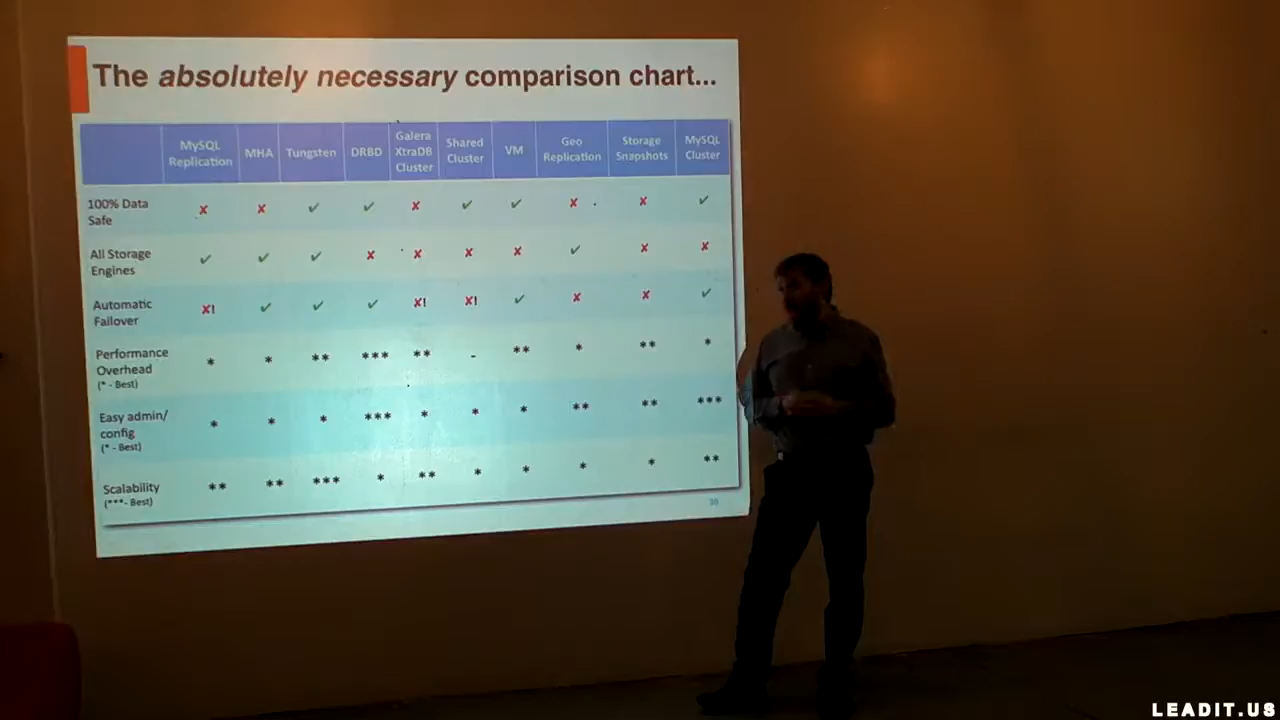 The absolutely necessary comparison chart...
MySQL Replication MHA Tungsten DRBD Galera XtraDB Cluster Shared Cluster VM Geo Replication Storage Snapshots MySQL Cluster
100% Data Safe ✘ ✘ ✔ ✔ ✘ ✔ ✔ ✘ ✘ ✔
All Storage Engines ✔ ✔ ✔ ✘ ✘ ✘ ✘ ✔ ✘ ✘
Automatic Failover ✘! ✔ ✔ ✔ ✘! ✘! ✔ ✘ ✘ ✔
Performance Overhead (* - Best) * * ** *** ** - ** * ** *
Easy admin/ config (* - Best) * * * *** * * * ** ** ***
Scalability (***- Best) ** ** *** * ** * * * * **
30
LEADIT.US